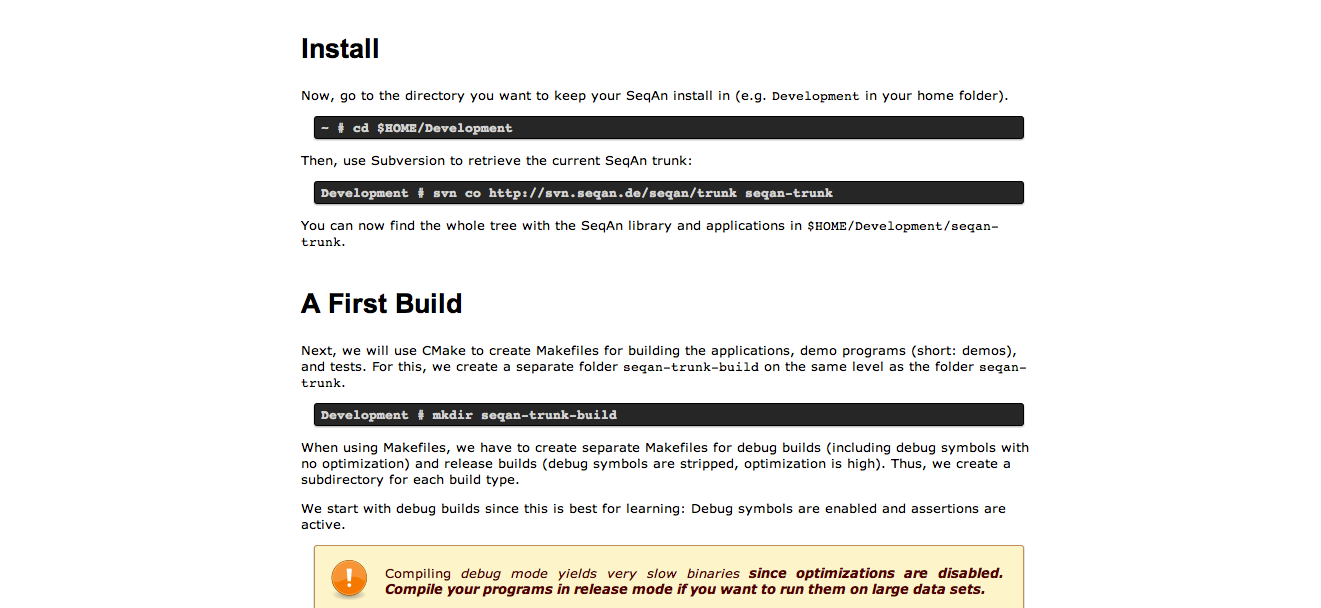 Install
Now, go to the directory you want to keep your SeqAn install in (e.g. Development in your home folder).
~ # cd $HOME/Development
Then, use Subversion to retrieve the current SeqAn trunk:
Development # svn co http://svn.seqan.de/seqan/trunk seqan-trunk
You can now find the whole tree with the SeqAn library and applications in $HOME/Development/seqan-
trunk.
A First Build
Next, we will use CMake to create Makefiles for building the applications, demo programs (short: demos),
and tests. For this, we create a separate folder seqan-trunk-build on the same level as the folder seqan-
trunk.
Development # mkdir seqan-trunk-build
When using Makefiles, we have to create separate Makefiles for debug builds (including debug symbols with
no optimization) and release builds (debug symbols are stripped, optimization is high). Thus, we create a
subdirectory for each build type.
We start with debug builds since this is best for learning: Debug symbols are enabled and assertions are
active.
Compiling debug mode yields very slow binaries since optimizations are disabled.
Compile your programs in release mode if you want to run them on large data sets.